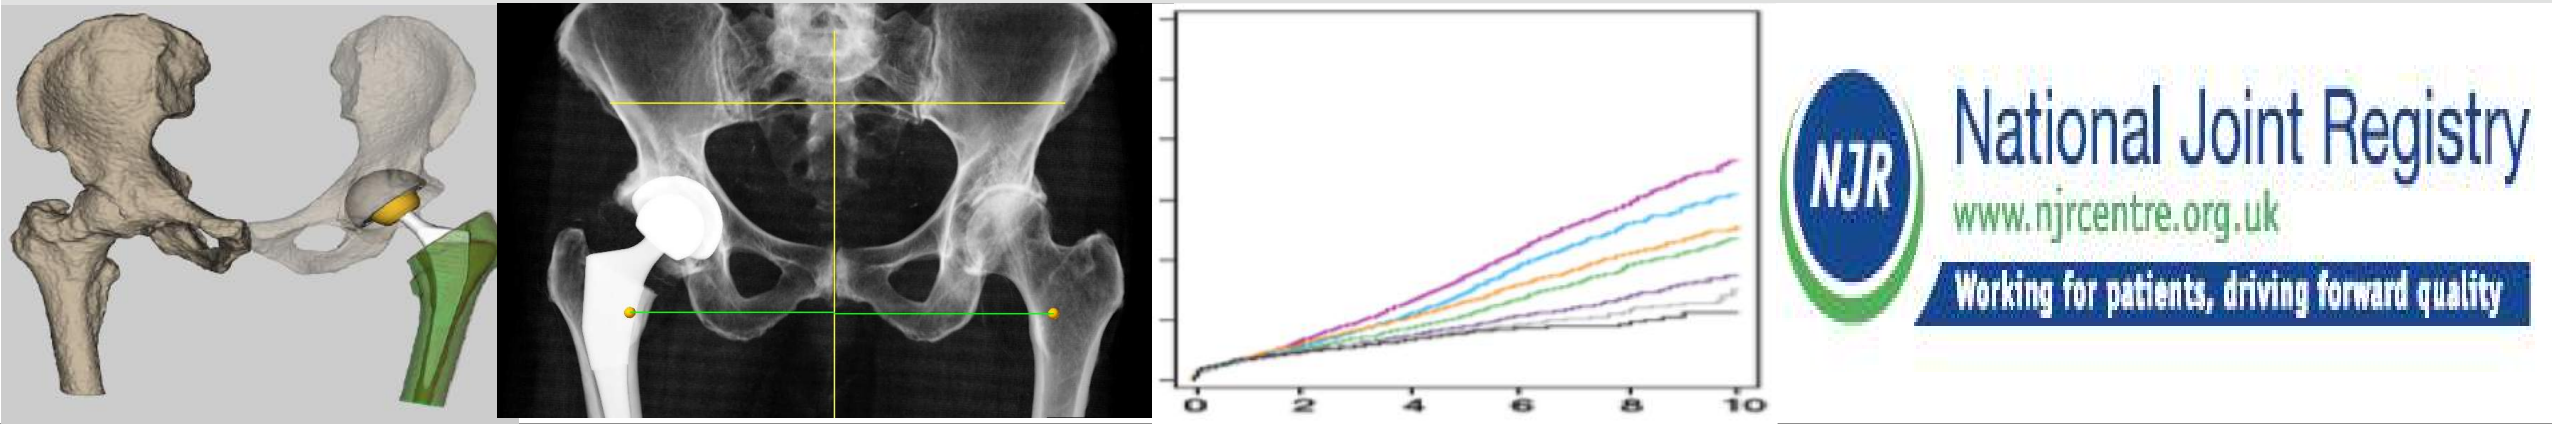 0 2 4 6 8 10
NJR
National Joint Registry
www.njrcentre.org.uk
Working for patients, driving forward quality